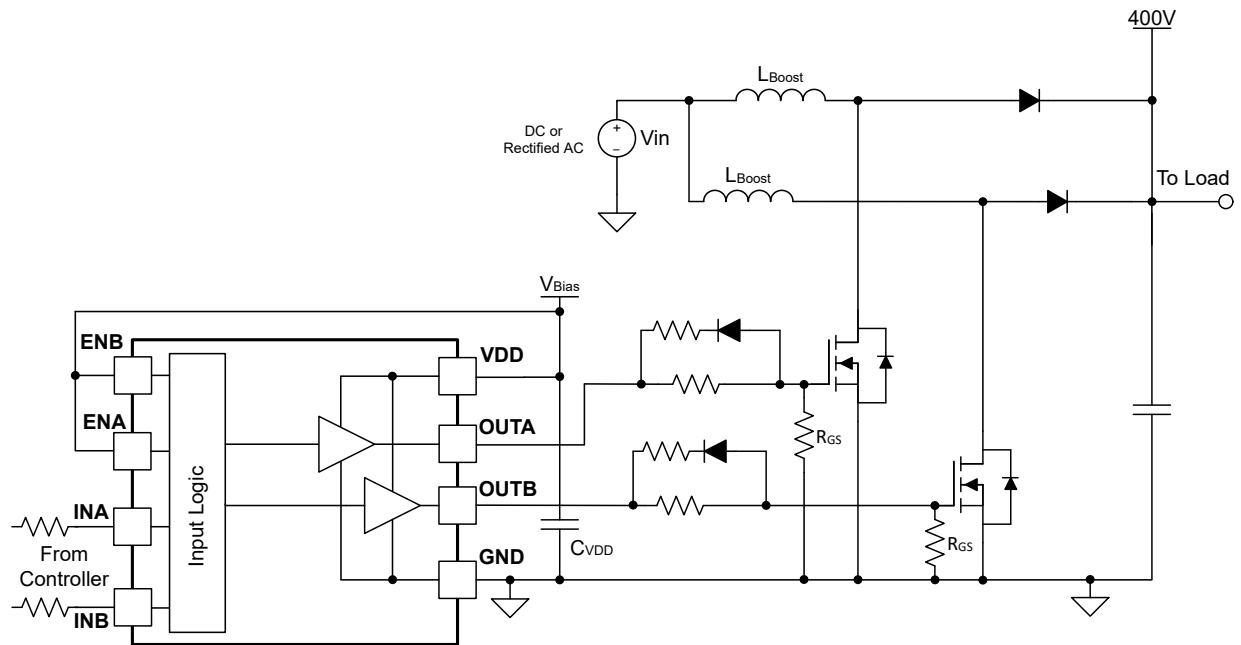 400V
LBoost
DC or
Rectified AC
+
Vin
–
LBoost
To Load
VBias
ENB
VDD
ENA
OUTA
RGS
Input Logic
INA
OUTB
From
Controller
CVDD
RGS
GND
INB